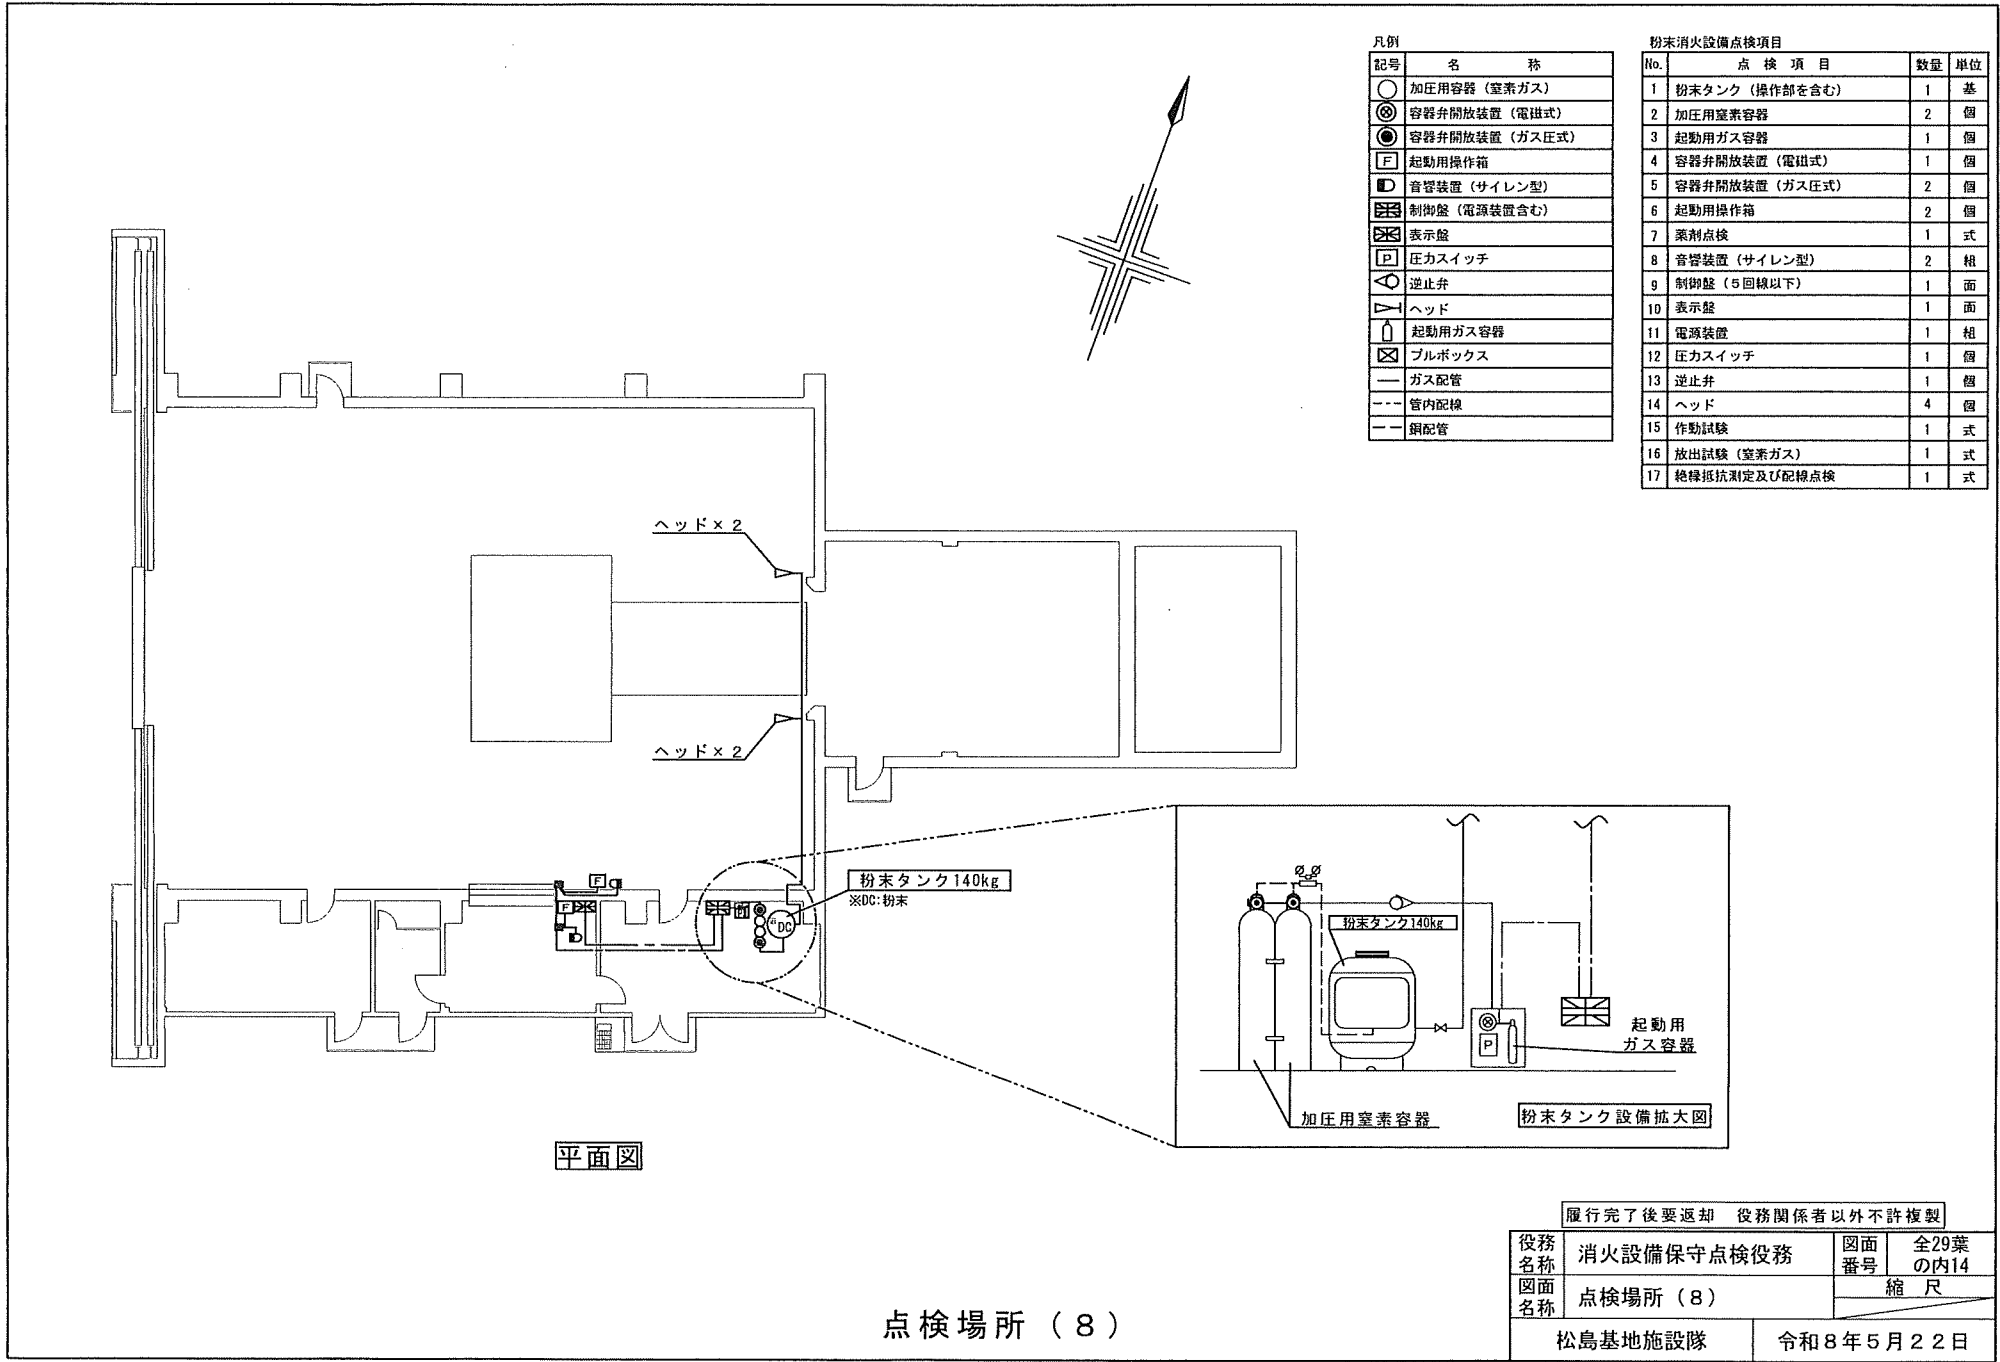 凡例
記号 名 称
加圧用容器（窒素ガス）
容器弁開放装置（電磁式）
容器弁開放装置（ガス圧式）
F 起動用操作箱
音響装置（サイレン型）
制御盤（電源装置含む）
表示盤
P 圧力スイッチ
逆止弁
ヘッド
起動用ガス容器
プルボックス
ガス配管
管内配線
銅配管
粉末消火設備点検項目
No. 点 検 項 目 数量 単位
1 粉末タンク（操作部を含む） 1 基
2 加圧用窒素容器 2 個
3 起動用ガス容器 1 個
4 容器弁開放装置（電磁式） 1 個
5 容器弁開放装置（ガス圧式） 2 個
6 起動用操作箱 2 個
7 薬剤点検 1 式
8 音響装置（サイレン型） 2 組
9 制御盤（5回線以下） 1 面
10 表示盤 1 面
11 電源装置 1 組
12 圧力スイッチ 1 個
13 逆止弁 1 個
14 ヘッド 4 個
15 作動試験 1 式
16 放出試験（窒素ガス） 1 式
17 絶縁抵抗測定及び配線点検 1 式
ヘッド×2
ヘッド×2
F
F
DC
粉末タンク140kg
※DC:粉末
粉末タンク140kg
P
起動用
ガス容器
加圧用窒素容器
粉末タンク設備拡大図
平面図
点検場所（８）
履行完了後要返却 役務関係者以外不許複製
役務名称 消火設備保守点検役務 図面番号 全29葉の内14
図面名称 点検場所（８） 縮 尺
松島基地施設隊 令和８年５月２２日